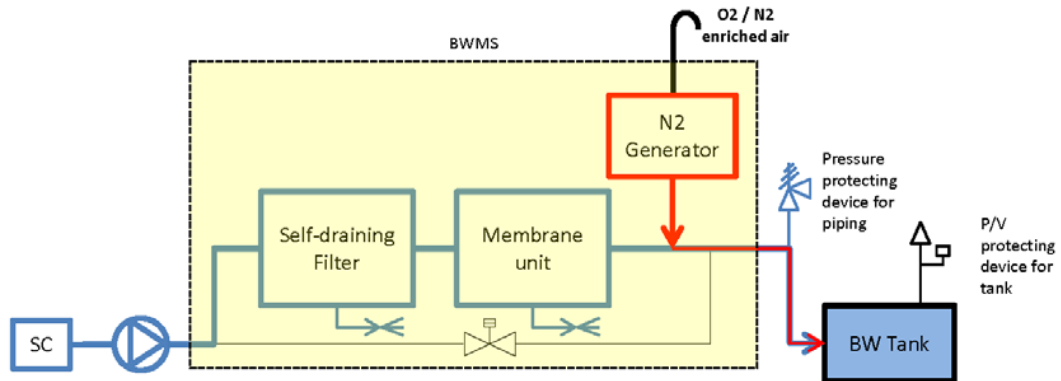 O2 / N2
enriched air
BWMS
N2
Generator
Pressure
protecting
device for
piping
P/V
protecting
device for
tank
Self-draining
Filter
Membrane
unit
SC
BW Tank